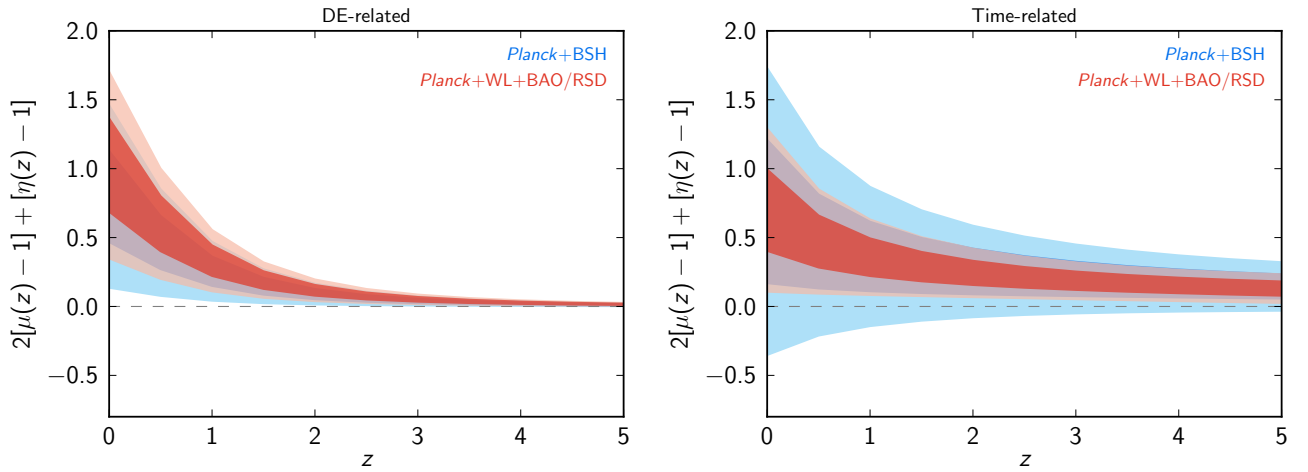 DE-related
Planck+BSH
Planck+WL+BAO/RSD
2[μ(z) − 1] + [η(z) − 1]
2.0
1.5
1.0
0.5
0.0
−0.5
0 1 2 3 4 5
z
Time-related
Planck+BSH
Planck+WL+BAO/RSD
2[μ(z) − 1] + [η(z) − 1]
2.0
1.5
1.0
0.5
0.0
−0.5
0 1 2 3 4 5
z